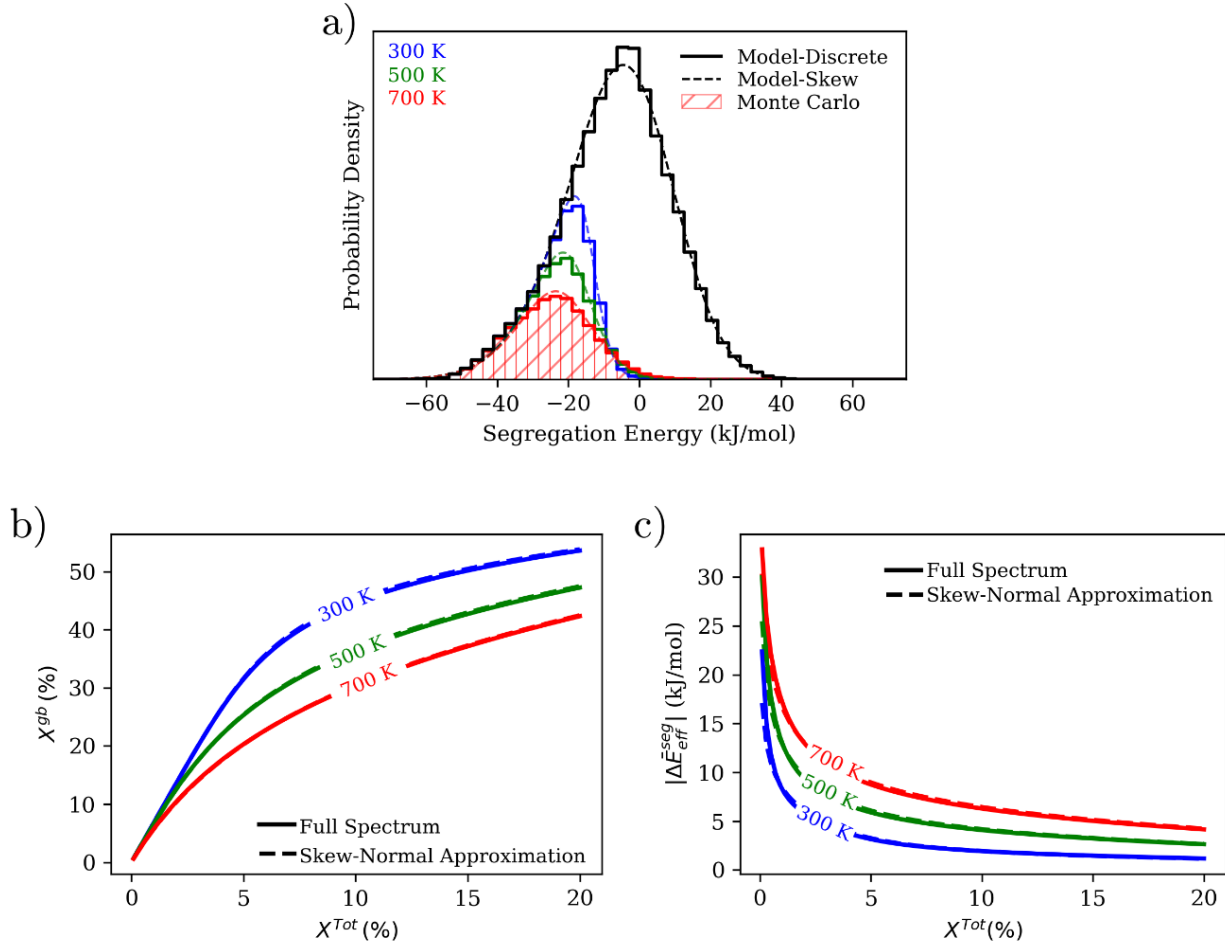 a)
300 K
500 K
700 K
Model-Discrete
Model-Skew
Monte Carlo
Probability Density
−60 −40 −20 0 20 40 60
Segregation Energy (kJ/mol)
b)
50
40
30
20
10
0
X^{gb} (%)
300 K
500 K
700 K
Full Spectrum
Skew-Normal Approximation
0 5 10 15 20
X^{Tot} (%)
c)
30
25
20
15
10
5
0
|ΔĒ^{seg}_{eff}| (kJ/mol)
Full Spectrum
Skew-Normal Approximation
700 K
500 K
300 K
0 5 10 15 20
X^{Tot} (%)